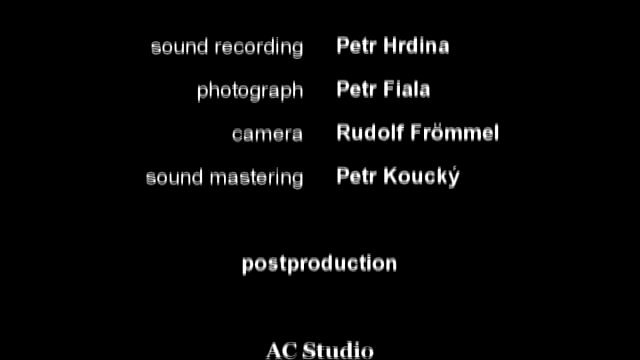 sound recording Petr Hrdina
photograph Petr Fiala
camera Rudolf Frömmel
sound mastering Petr Koucký
postproduction
AC Studio